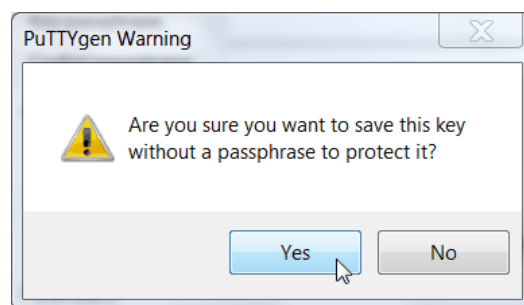 PuTTYgen Warning
Are you sure you want to save this key
without a passphrase to protect it?
Yes
No